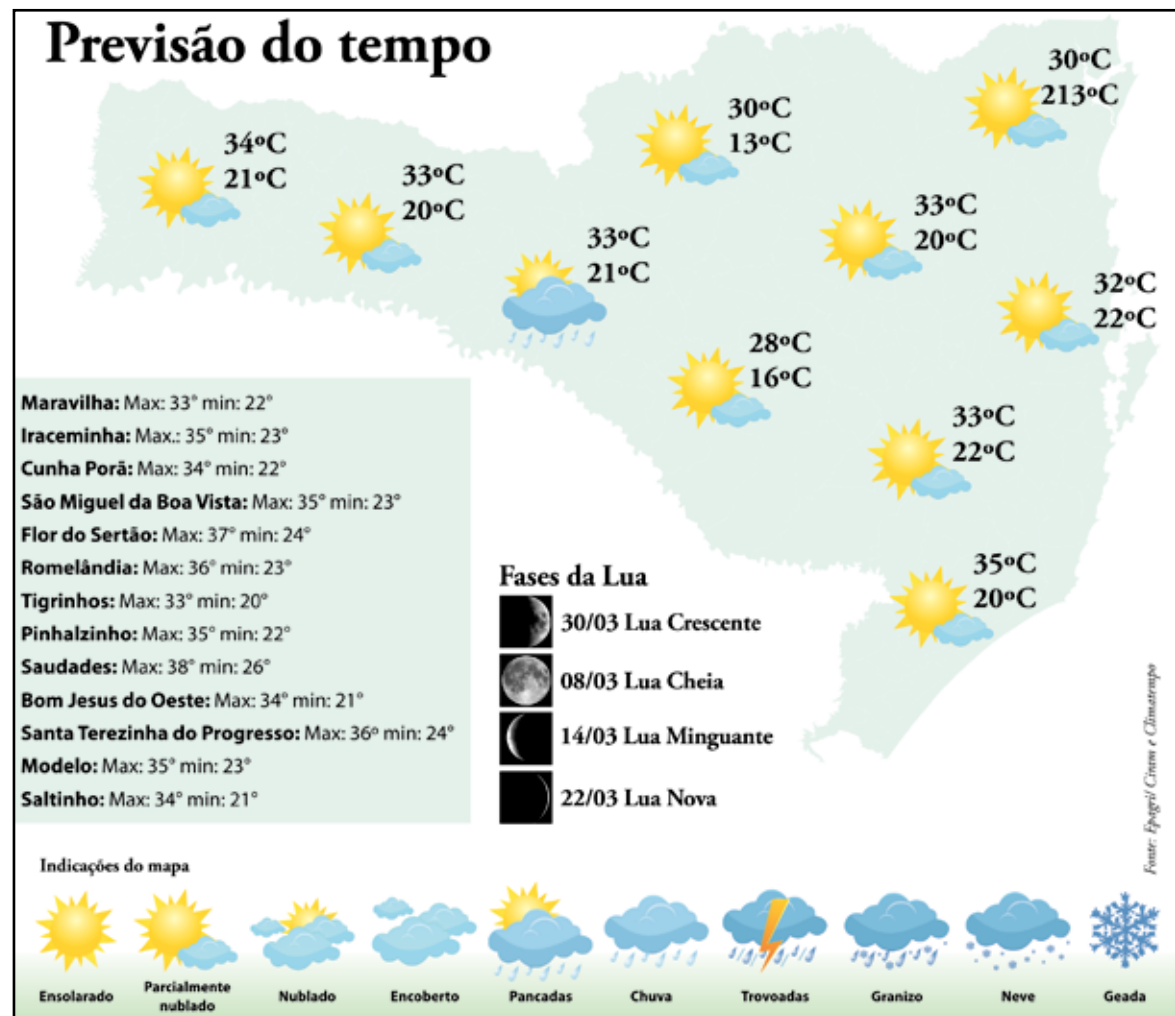 Previsão do tempo
34ºC
21ºC
33ºC
20ºC
33ºC
21ºC
30ºC
13ºC
30ºC
213ºC
33ºC
20ºC
32ºC
22ºC
28ºC
16ºC
33ºC
22ºC
35ºC
20ºC
Maravilha: Max: 33° min: 22°
Iraceminha: Max.: 35° min: 23°
Cunha Porã: Max: 34° min: 22°
São Miguel da Boa Vista: Max: 35° min: 23°
Flor do Sertão: Max: 37° min: 24°
Romelândia: Max: 36° min: 23°
Tigrinhos: Max: 33° min: 20°
Pinhalzinho: Max: 35° min: 22°
Saudades: Max: 38° min: 26°
Bom Jesus do Oeste: Max: 34° min: 21°
Santa Terezinha do Progresso: Max: 36º min: 24°
Modelo: Max: 35° min: 23°
Saltinho: Max: 34° min: 21°
Fases da Lua
30/03 Lua Crescente
08/03 Lua Cheia
14/03 Lua Minguante
22/03 Lua Nova
Fonte: Epagri/ Ciram e Climatempo
Indicações do mapa
Ensolarado
Parcialmente
nublado
Nublado
Encoberto
Pancadas
Chuva
Trovoadas
Granizo
Neve
Geada